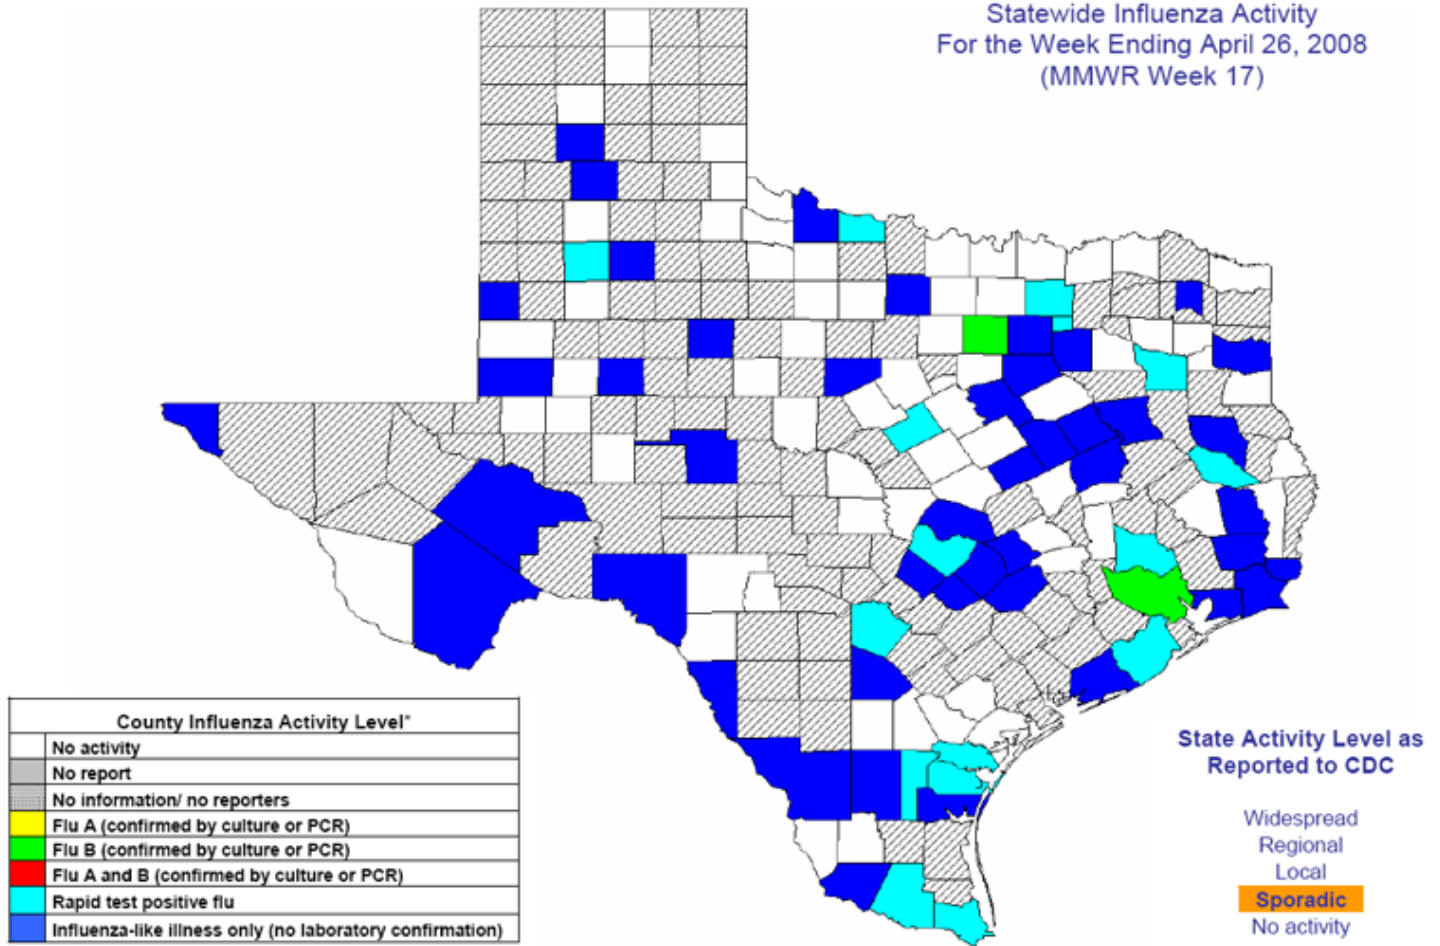 Statewide Influenza Activity
For the Week Ending April 26, 2008
(MMWR Week 17)
County Influenza Activity Level*
No activity
No report
No information/ no reporters
Flu A (confirmed by culture or PCR)
Flu B (confirmed by culture or PCR)
Flu A and B (confirmed by culture or PCR)
Rapid test positive flu
Influenza-like illness only (no laboratory confirmation)
State Activity Level as
Reported to CDC
Widespread
Regional
Local
Sporadic
No activity